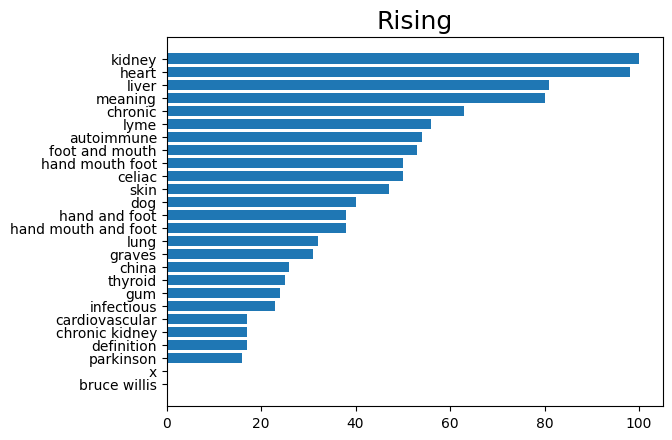 Rising
kidney
heart
liver
meaning
chronic
lyme
autoimmune
foot and mouth
hand mouth foot
celiac
skin
dog
hand and foot
hand mouth and foot
lung
graves
china
thyroid
gum
infectious
cardiovascular
chronic kidney
definition
parkinson
x
bruce willis
0 20 40 60 80 100